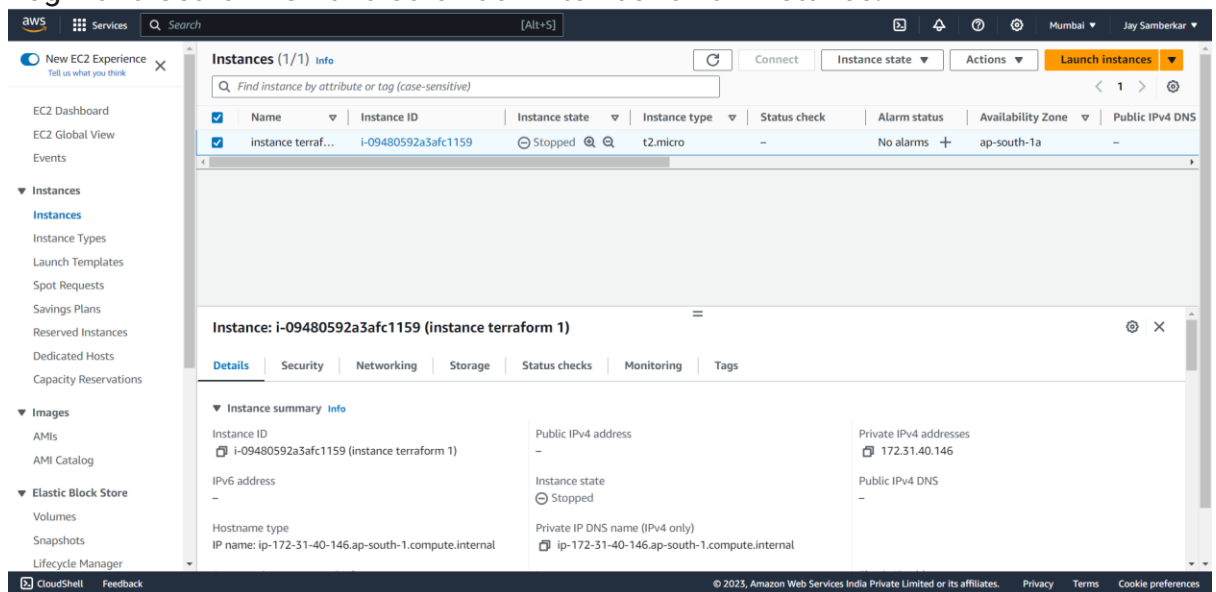 aws Services Search [Alt+S] Mumbai Jay Samberkar
New EC2 Experience
Tell us what you think
EC2 Dashboard
EC2 Global View
Events
Instances
Instances
Instance Types
Launch Templates
Spot Requests
Savings Plans
Reserved Instances
Dedicated Hosts
Capacity Reservations
Images
AMIs
AMI Catalog
Elastic Block Store
Volumes
Snapshots
Lifecycle Manager
Instances (1/1) Info Connect Instance state Actions Launch instances
Find instance by attribute or tag (case-sensitive) 1
Name Instance ID Instance state Instance type Status check Alarm status Availability Zone Public IPv4 DNS
instance terraf... i-09480592a3afc1159 Stopped t2.micro – No alarms + ap-south-1a –
Instance: i-09480592a3afc1159 (instance terraform 1)
Details Security Networking Storage Status checks Monitoring Tags
Instance summary Info
Instance ID Public IPv4 address Private IPv4 addresses
i-09480592a3afc1159 (instance terraform 1) – 172.31.40.146
IPv6 address Instance state Public IPv4 DNS
– Stopped –
Hostname type Private IP DNS name (IPv4 only)
IP name: ip-172-31-40-146.ap-south-1.compute.internal ip-172-31-40-146.ap-south-1.compute.internal
CloudShell Feedback © 2023, Amazon Web Services India Private Limited or its affiliates. Privacy Terms Cookie preferences